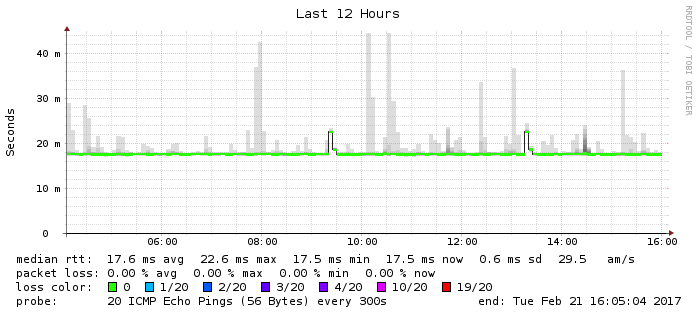 Last 12 Hours
RRDTOOL / TOBI OETIKER
Seconds
40 m
30 m
20 m
10 m
0
06:00 08:00 10:00 12:00 14:00 16:00
median rtt: 17.6 ms avg 22.6 ms max 17.5 ms min 17.5 ms now 0.6 ms sd 29.5 am/s
packet loss: 0.00 % avg 0.00 % max 0.00 % min 0.00 % now
loss color: 0 1/20 2/20 3/20 4/20 10/20 19/20
probe: 20 ICMP Echo Pings (56 Bytes) every 300s end: Tue Feb 21 16:05:04 2017